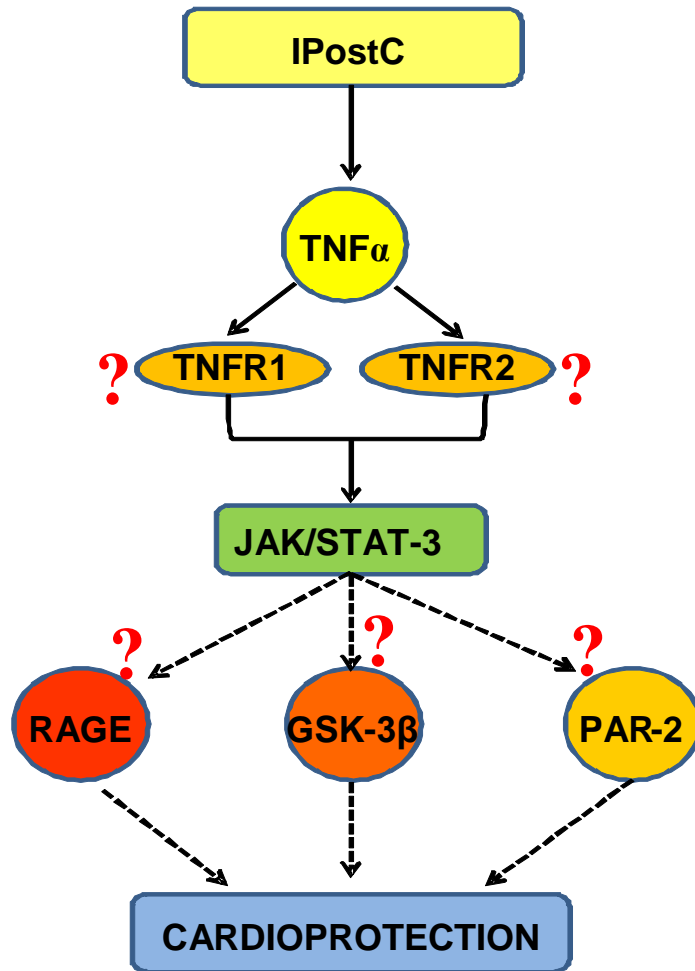 IPostC
TNFα
? TNFR1 TNFR2 ?
JAK/STAT-3
? ? ?
RAGE GSK-3β PAR-2
CARDIOPROTECTION